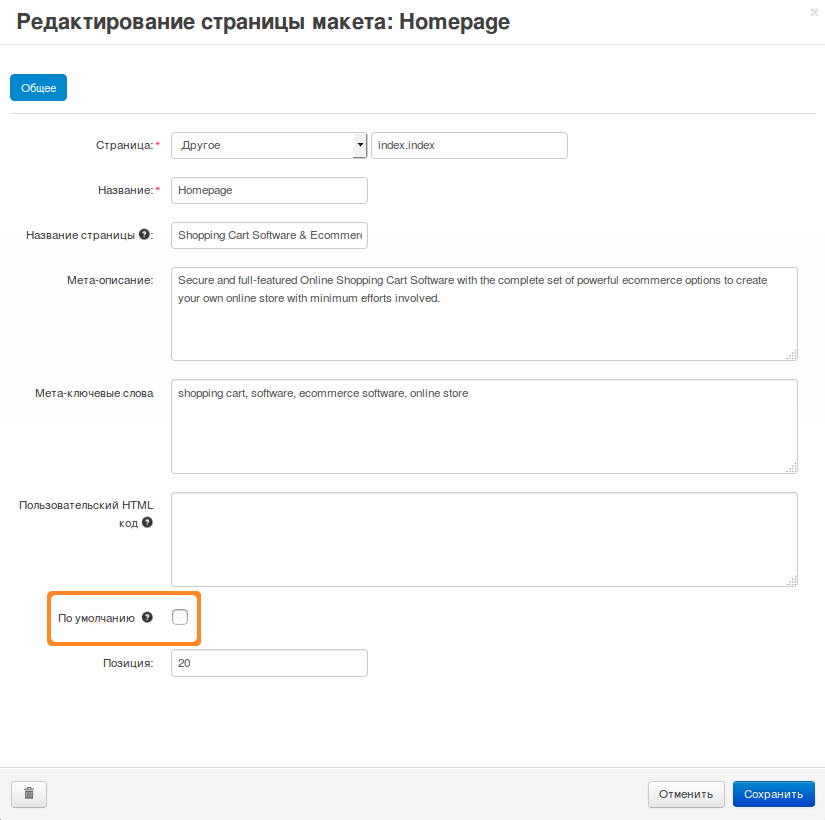 Редактирование страницы макета: Homepage
Общее
Страница:* Другое index.index
Название:* Homepage
Название страницы ?: Shopping Cart Software & Ecommerc
Мета-описание: Secure and full-featured Online Shopping Cart Software with the complete set of powerful ecommerce options to create
your own online store with minimum efforts involved.
Мета-ключевые слова shopping cart, software, ecommerce software, online store
Пользовательский HTML
код ?
По умолчанию ?
Позиция: 20
Отменить Сохранить